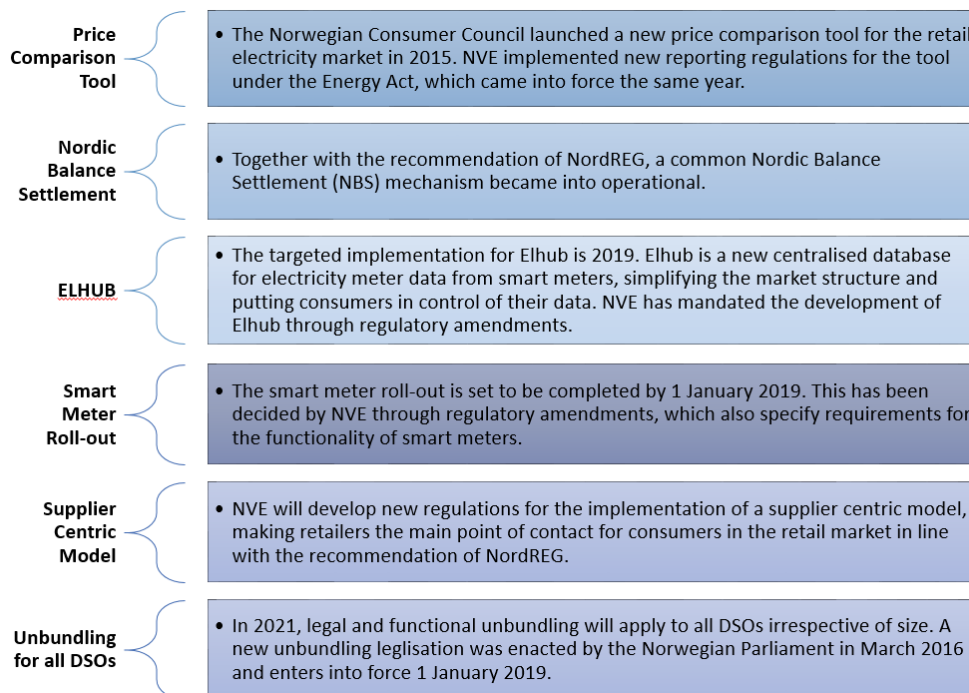 Price
Comparison
Tool
• The Norwegian Consumer Council launched a new price comparison tool for the retail
electricity market in 2015. NVE implemented new reporting regulations for the tool
under the Energy Act, which came into force the same year.
Nordic
Balance
Settlement
• Together with the recommendation of NordREG, a common Nordic Balance
Settlement (NBS) mechanism became into operational.
ELHUB
• The targeted implementation for Elhub is 2019. Elhub is a new centralised database
for electricity meter data from smart meters, simplifying the market structure and
putting consumers in control of their data. NVE has mandated the development of
Elhub through regulatory amendments.
Smart
Meter
Roll-out
• The smart meter roll-out is set to be completed by 1 January 2019. This has been
decided by NVE through regulatory amendments, which also specify requirements for
the functionality of smart meters.
Supplier
Centric
Model
• NVE will develop new regulations for the implementation of a supplier centric model,
making retailers the main point of contact for consumers in the retail market in line
with the recommendation of NordREG.
Unbundling
for all DSOs
• In 2021, legal and functional unbundling will apply to all DSOs irrespective of size. A
new unbundling leglisation was enacted by the Norwegian Parliament in March 2016
and enters into force 1 January 2019.